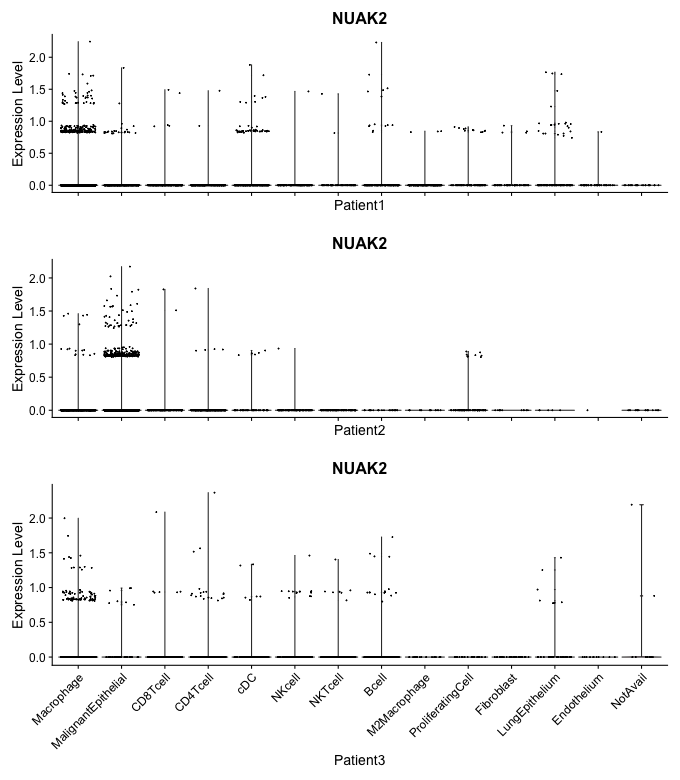 NUAK2
Expression Level
2.0
1.5
1.0
0.5
0.0
Patient1
NUAK2
Expression Level
2.0
1.5
1.0
0.5
0.0
Patient2
NUAK2
Expression Level
2.0
1.5
1.0
0.5
0.0
Macrophage
MalignantEpithelial
CD8Tcell
CD4Tcell
cDC
NKcell
NKTcell
Bcell
M2Macrophage
ProliferatingCell
Fibroblast
LungEpithelium
Endothelium
NotAvail
Patient3